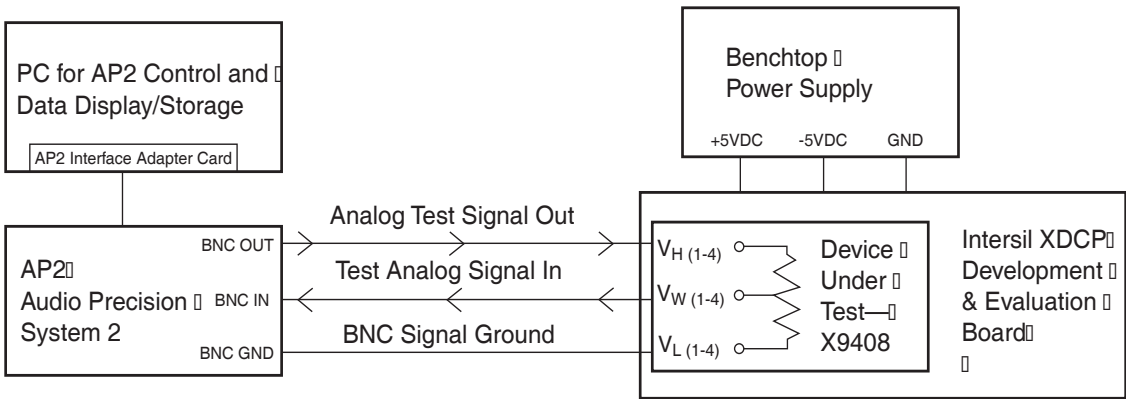 PC for AP2 Control and
Data Display/Storage
AP2 Interface Adapter Card
Benchtop
Power Supply
+5VDC -5VDC GND
AP2
Audio Precision
System 2
BNC OUT
BNC IN
BNC GND
Analog Test Signal Out
Test Analog Signal In
BNC Signal Ground
VH (1-4)
VW (1-4)
VL (1-4)
Device
Under
Test—
X9408
Intersil XDCP
Development
& Evaluation
Board